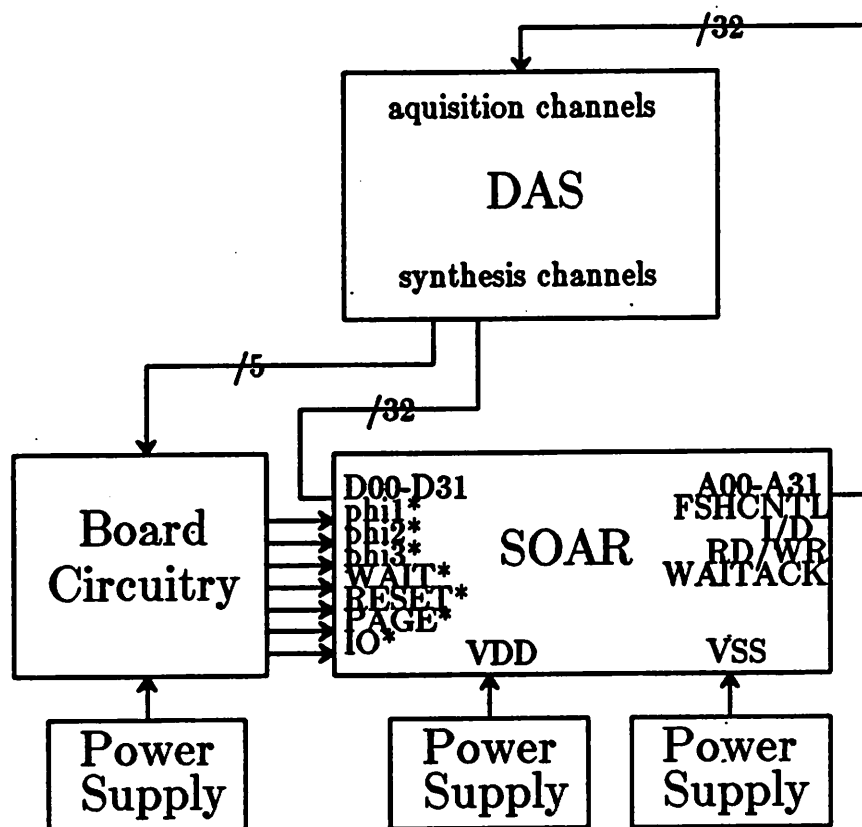 /32
aquisition channels
DAS
synthesis channels
/5
/32
Board
Circuitry
D00-D31
phi1*
phi2*
phi3*
WAIT*
RESET*
PAGE*
IO*
SOAR
A00-A31
FSHCNTL
I/D
RD/WR
WAITACK
VDD
VSS
Power
Supply
Power
Supply
Power
Supply